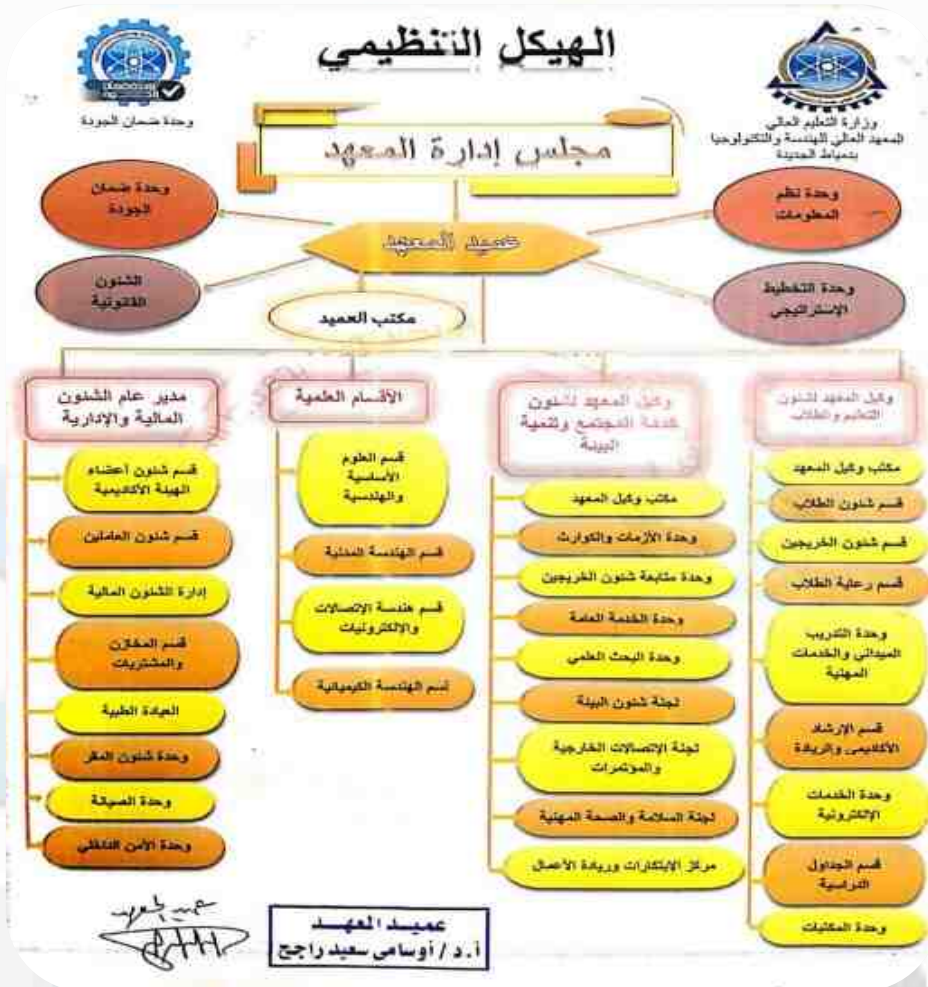 الهيكل التنظيمي
وزارة التعليم العالي
المعهد العالي للهندسة والتكنولوجيا
بدمياط الجديدة
وحدة ضمان الجودة
مجلس إدارة المعهد
وحدة نظم
المعلومات
وحدة ضمان
الجودة
عميد المعهد
وحدة التخطيط
الإستراتيجي
الشئون
القانونية
مكتب العميد
وكيل المعهد لشئون
التعليم والطلاب
مكتب وكيل المعهد
قسم شئون الطلاب
قسم شئون الخريجين
قسم رعاية الطلاب
وحدة التدريب
الميداني والخدمات
المهنية
قسم الإرشاد
الأكاديمى والريادة
وحدة الخدمات
الإلكترونية
قسم الجداول
الدراسية
وحدة المكتبات
وكيل المعهد لشئون
خدمة المجتمع وتنمية
البيئة
مكتب وكيل المعهد
وحدة الأزمات والكوارث
وحدة متابعة شئون الخريجين
وحدة الخدمة العامة
وحدة البحث العلمي
لجنة شئون البيئة
لجنة الإتصالات الخارجية
والمؤتمرات
لجنة السلامة والصحة المهنية
مركز الإبتكارات وريادة الأعمال
الأقسام العلمية
قسم العلوم
الأساسية
والهندسية
قسم الهندسة المدنية
قسم هندسة الإتصالات
والإلكترونيات
قسم الهندسة الكيميائية
مدير عام الشئون
المالية والإدارية
قسم شئون أعضاء
الهيئة الأكاديمية
قسم شئون العاملين
إدارة الشئون المالية
قسم المخازن
والمشتريات
العيادة الطبية
وحدة شئون المقر
وحدة الصيانة
وحدة الأمن الداخلي
عميد المعهد
عميد المعهد
أ.د / أوسامى سعيد راجح